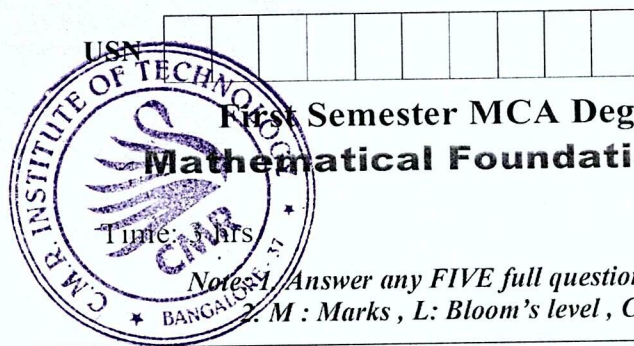 USN
C.M.R. INSTITUTE OF TECHNOLOGY
First Semester MCA Deg
Mathematical Foundati
CMR
Time: 3 hrs
Note: 1. Answer any FIVE full question
2. M : Marks , L: Bloom's level , C
★ BANGALORE - 37 ★